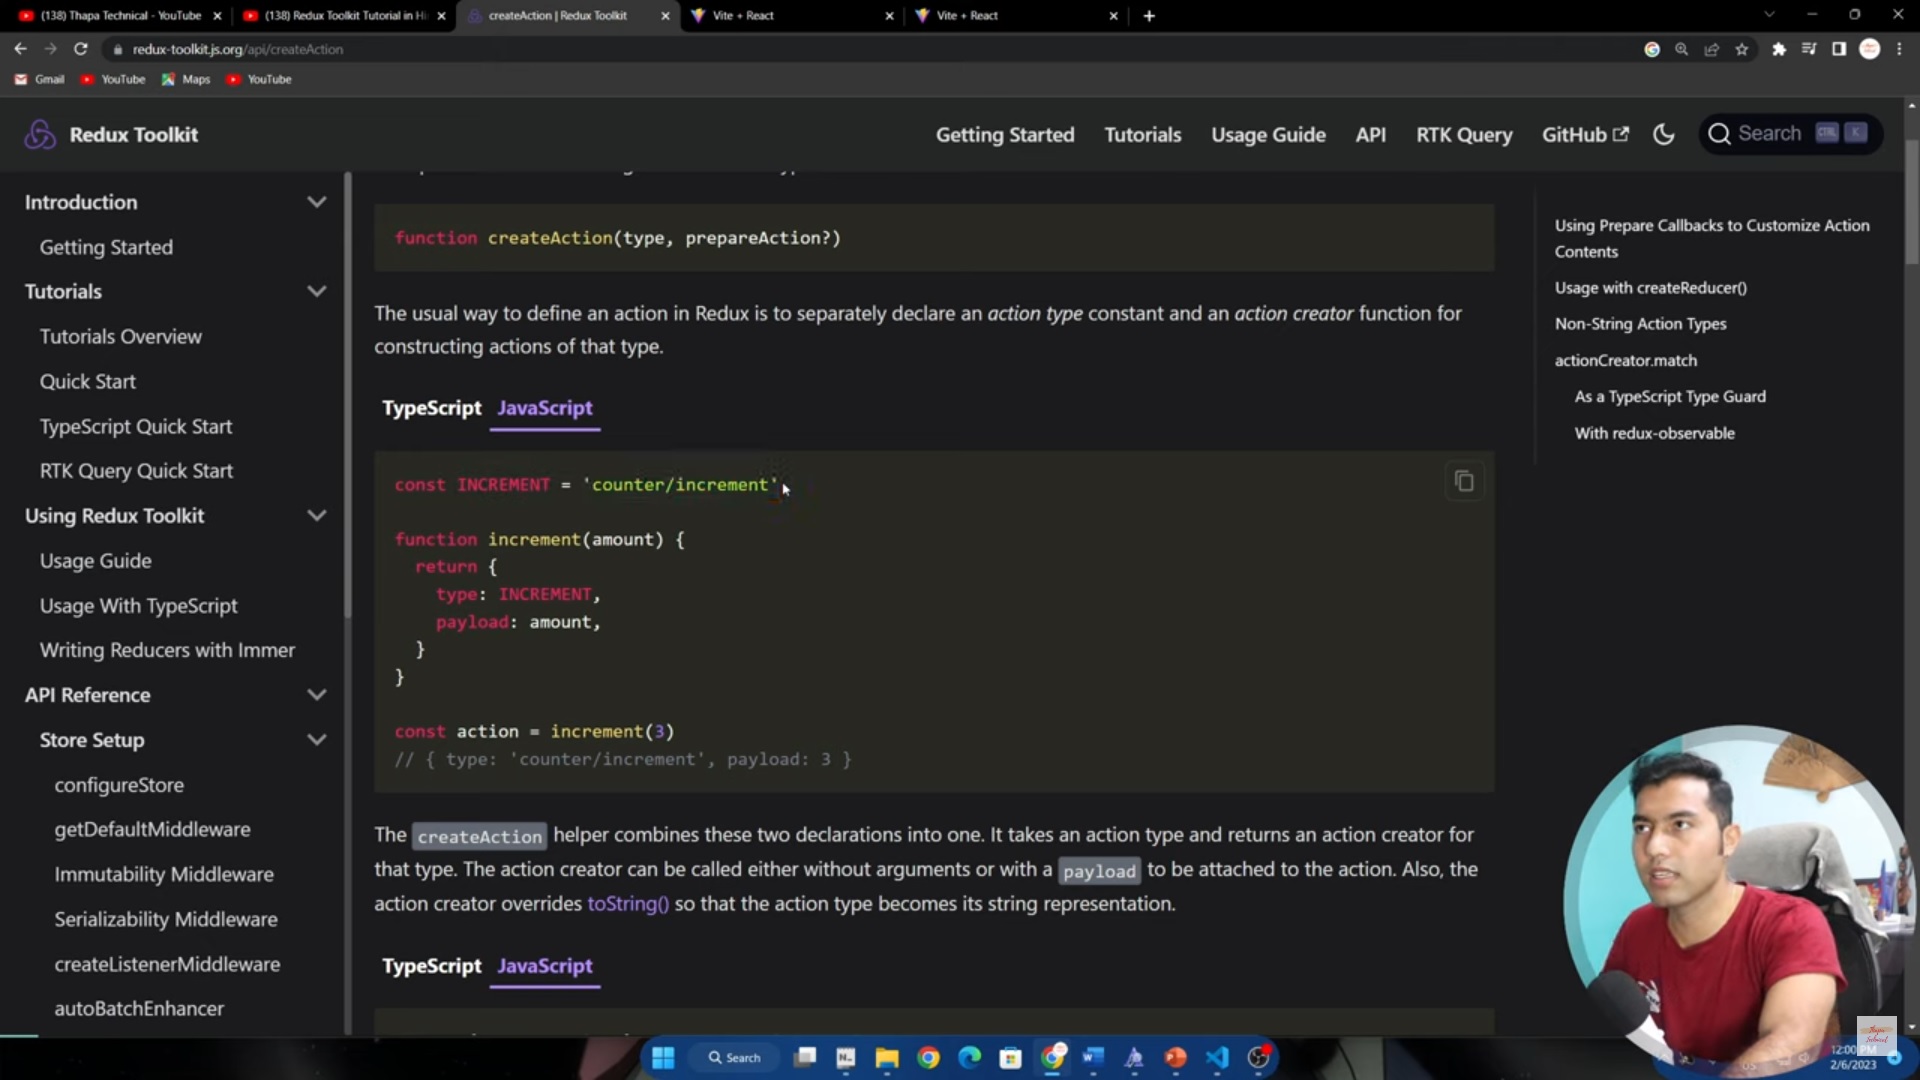 (138) Thapa Technical - YouTube
(138) Redux Toolkit Tutorial in Hi
createAction | Redux Toolkit
Vite + React
Vite + React
redux-toolkit.js.org/api/createAction
Gmail
YouTube
Maps
YouTube
Redux Toolkit
Getting Started
Tutorials
Usage Guide
API
RTK Query
GitHub
Search
CTRL
K
Introduction
Getting Started
Tutorials
Tutorials Overview
Quick Start
TypeScript Quick Start
RTK Query Quick Start
Using Redux Toolkit
Usage Guide
Usage With TypeScript
Writing Reducers with Immer
API Reference
Store Setup
configureStore
getDefaultMiddleware
Immutability Middleware
Serializability Middleware
createListenerMiddleware
autoBatchEnhancer
function createAction(type, prepareAction?)
The usual way to define an action in Redux is to separately declare an action type constant and an action creator function for
constructing actions of that type.
TypeScript JavaScript
const INCREMENT = 'counter/increment'
function increment(amount) {
return {
type: INCREMENT,
payload: amount,
}
}
const action = increment(3)
// { type: 'counter/increment', payload: 3 }
The createAction helper combines these two declarations into one. It takes an action type and returns an action creator for
that type. The action creator can be called either without arguments or with a payload to be attached to the action. Also, the
action creator overrides toString() so that the action type becomes its string representation.
TypeScript JavaScript
Using Prepare Callbacks to Customize Action
Contents
Usage with createReducer()
Non-String Action Types
actionCreator.match
As a TypeScript Type Guard
With redux-observable
Search
12:00 PM
2/6/2023